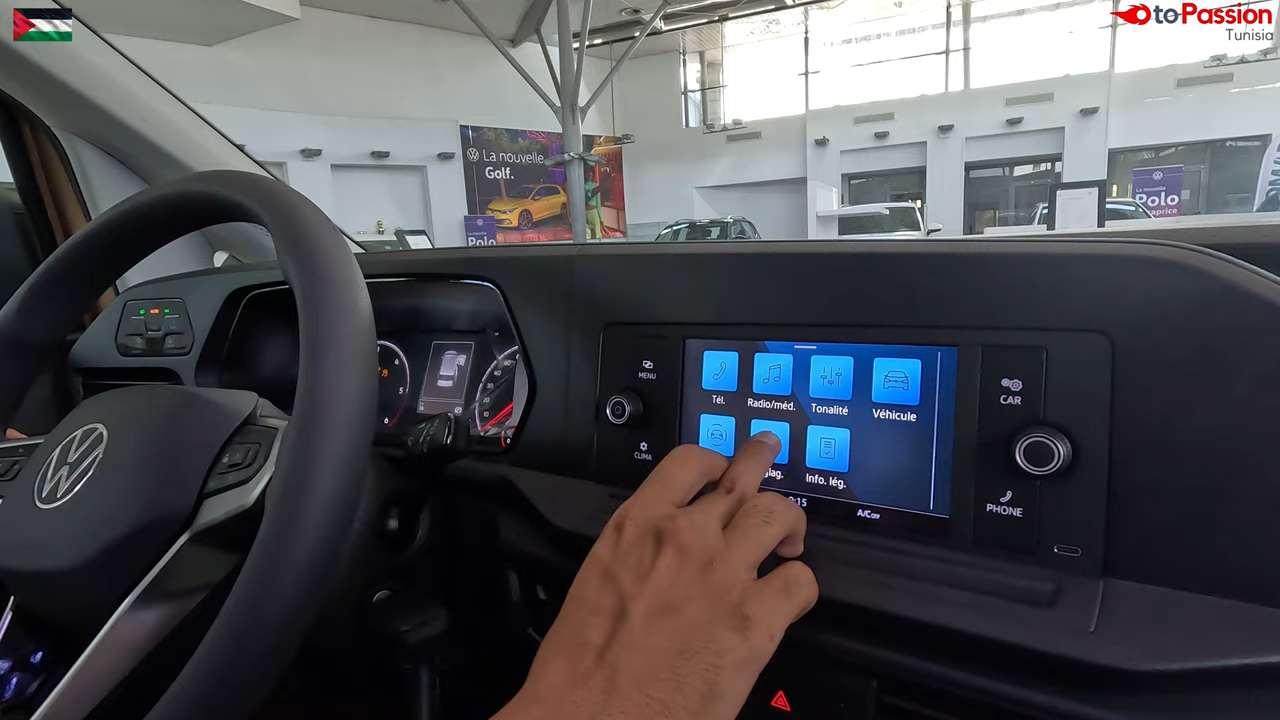 toPassion
Tunisia
La nouvelle
Golf.
Polo
La nouvelle
Polo
MENU
CLIMA
Tél.
Radio/méd.
Tonalité
Véhicule
Info. lég.
A/C OFF
CAR
PHONE